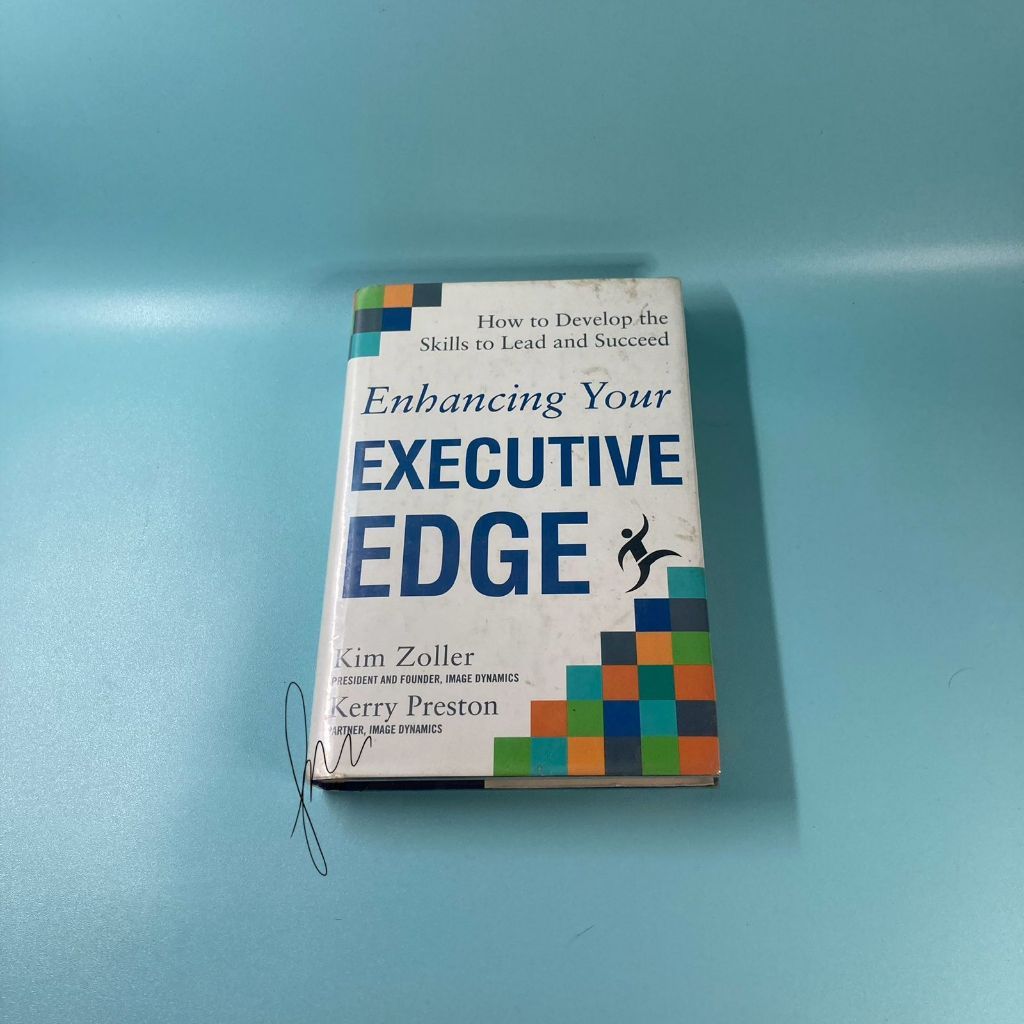 How to Develop the
Skills to Lead and Succeed
Enhancing Your
EXECUTIVE
EDGE
Kim Zoller
PRESIDENT AND FOUNDER, IMAGE DYNAMICS
Kerry Preston
PARTNER, IMAGE DYNAMICS